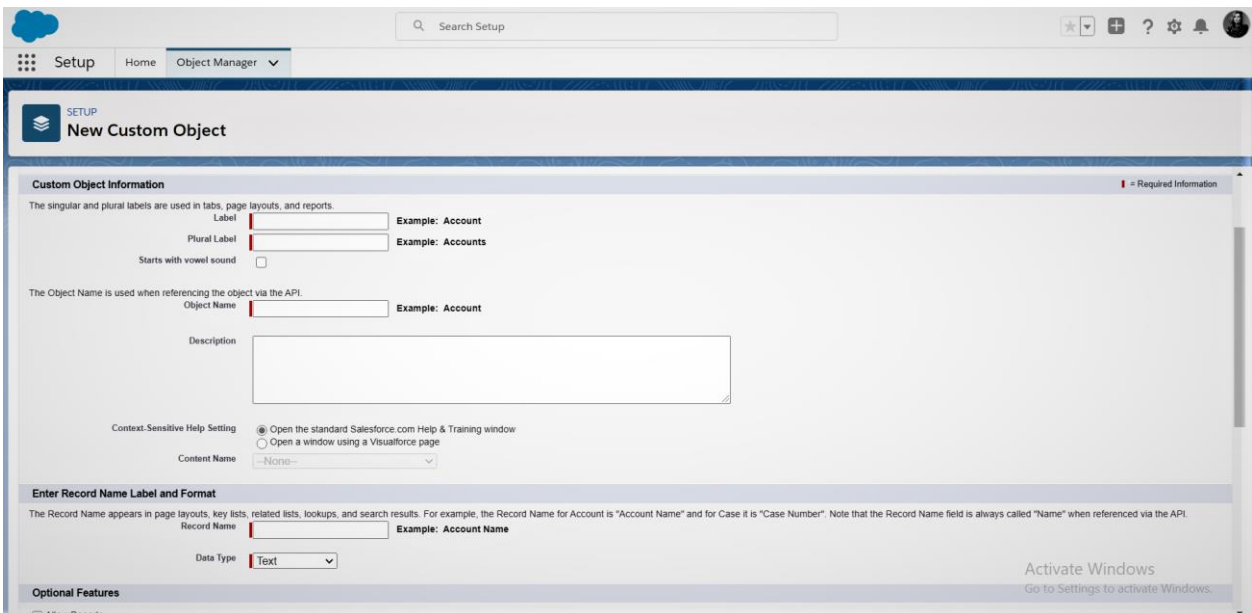 Search Setup
Setup
Home
Object Manager
SETUP
New Custom Object
Custom Object Information
= Required Information
The singular and plural labels are used in tabs, page layouts, and reports.
Label
Example: Account
Plural Label
Example: Accounts
Starts with vowel sound
The Object Name is used when referencing the object via the API.
Object Name
Example: Account
Description
Context-Sensitive Help Setting
Open the standard Salesforce.com Help & Training window
Open a window using a Visualforce page
Content Name
--None--
Enter Record Name Label and Format
The Record Name appears in page layouts, key lists, related lists, lookups, and search results. For example, the Record Name for Account is "Account Name" and for Case it is "Case Number". Note that the Record Name field is always called "Name" when referenced via the API.
Record Name
Example: Account Name
Data Type
Text
Activate Windows
Go to Settings to activate Windows.
Optional Features